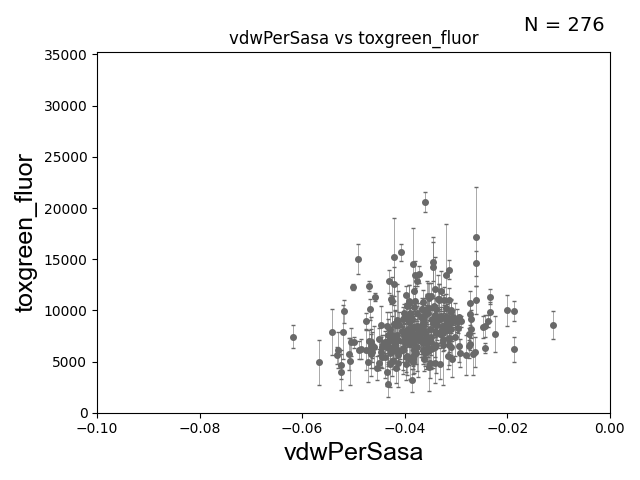 N = 276
vdwPerSasa vs toxgreen_fluor
35000
30000
25000
20000
15000
10000
5000
0
toxgreen_fluor
−0.10 −0.08 −0.06 −0.04 −0.02 0.00
vdwPerSasa